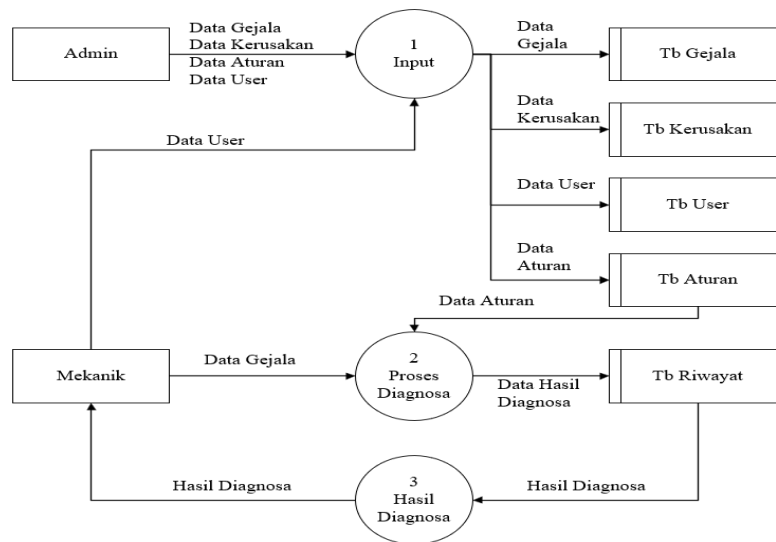 Admin
Data Gejala
Data Kerusakan
Data Aturan
Data User
1
Input
Data
Gejala
Tb Gejala
Data
Kerusakan
Tb Kerusakan
Data User
Data User
Tb User
Data
Aturan
Tb Aturan
Data Aturan
Mekanik
Data Gejala
2
Proses
Diagnosa
Data Hasil
Diagnosa
Tb Riwayat
Hasil Diagnosa
3
Hasil
Diagnosa
Hasil Diagnosa